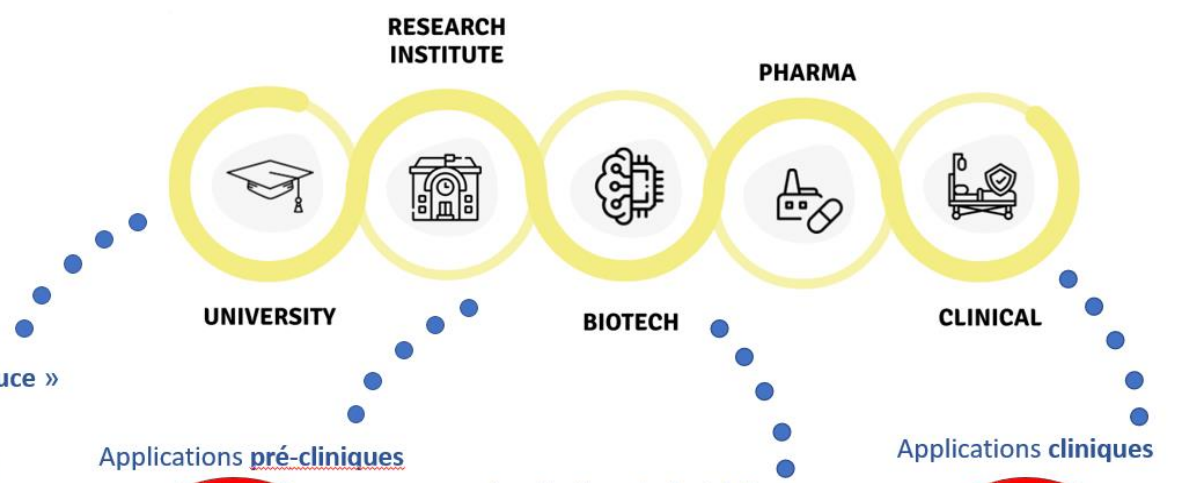 RESEARCH
INSTITUTE
PHARMA
UNIVERSITY
BIOTECH
CLINICAL
uce »
Applications pré-cliniques
Applications cliniques